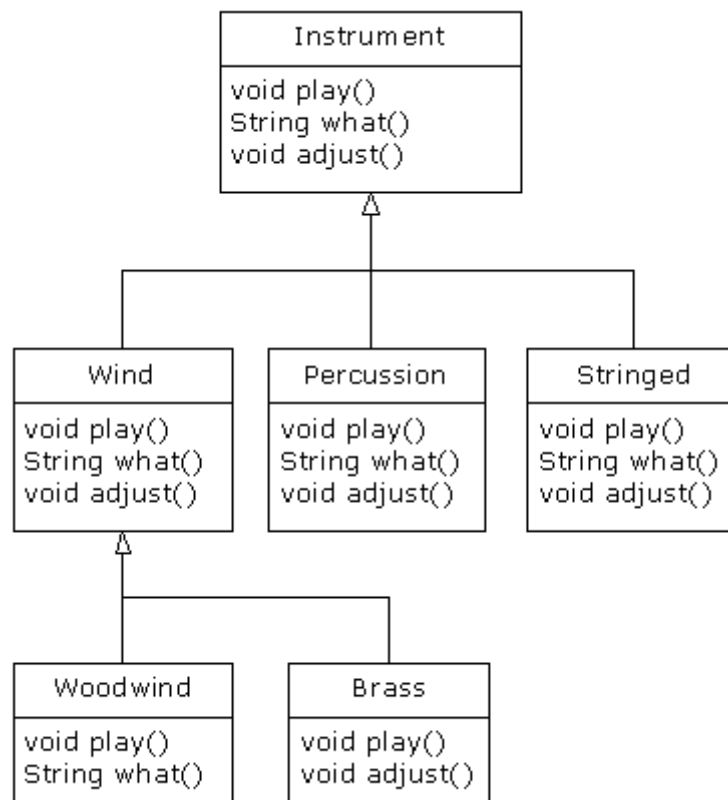 Instrument
void play()
String what()
void adjust()
Wind
void play()
String what()
void adjust()
Percussion
void play()
String what()
void adjust()
Stringed
void play()
String what()
void adjust()
Woodwind
void play()
String what()
Brass
void play()
void adjust()